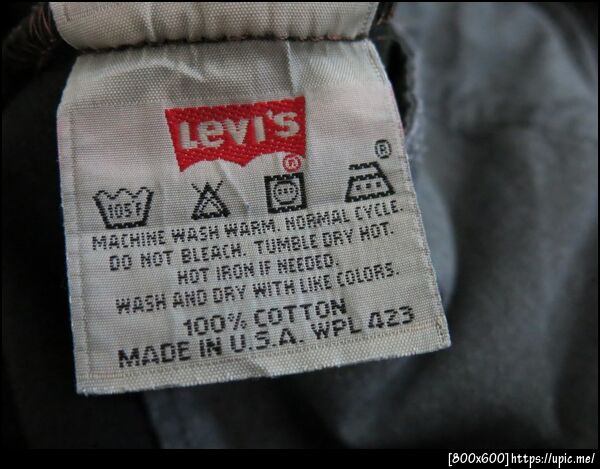 Levi's
®
®
105F
MACHINE WASH WARM. NORMAL CYCLE.
DO NOT BLEACH. TUMBLE DRY HOT.
HOT IRON IF NEEDED.
WASH AND DRY WITH LIKE COLORS.
100% COTTON
MADE IN U.S.A. WPL 423
[800x600]https://upic.me/